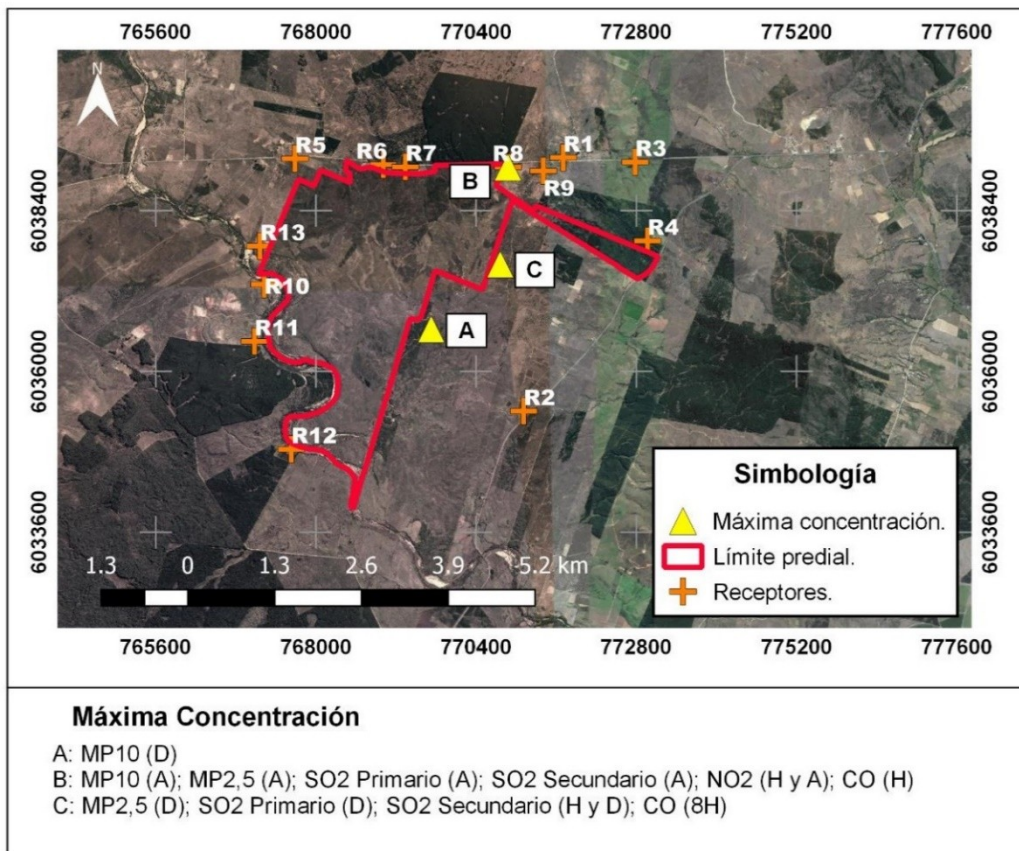 765600 768000 770400 772800 775200 777600
N
R5 R6 R7 R8 R1 R3
R9
B
6038400 6038400
R4
R13
C
R10
R11 A
6036000 6036000
R2
R12
Simbología
Máxima concentración.
Límite predial.
Receptores.
6033600 6033600
1.3 0 1.3 2.6 3.9 5.2 km
765600 768000 770400 772800 775200 777600
Máxima Concentración
A: MP10 (D)
B: MP10 (A); MP2,5 (A); SO2 Primario (A); SO2 Secundario (A); NO2 (H y A); CO (H)
C: MP2,5 (D); SO2 Primario (D); SO2 Secundario (H y D); CO (8H)